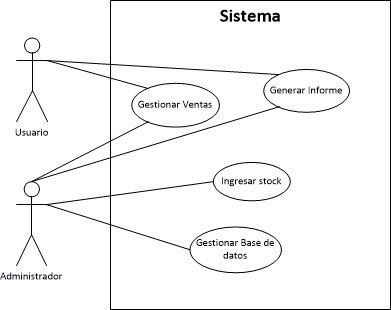 Sistema
Gestionar Ventas
Generar Informe
Usuario
Ingresar stock
Gestionar Base de
datos
Administrador